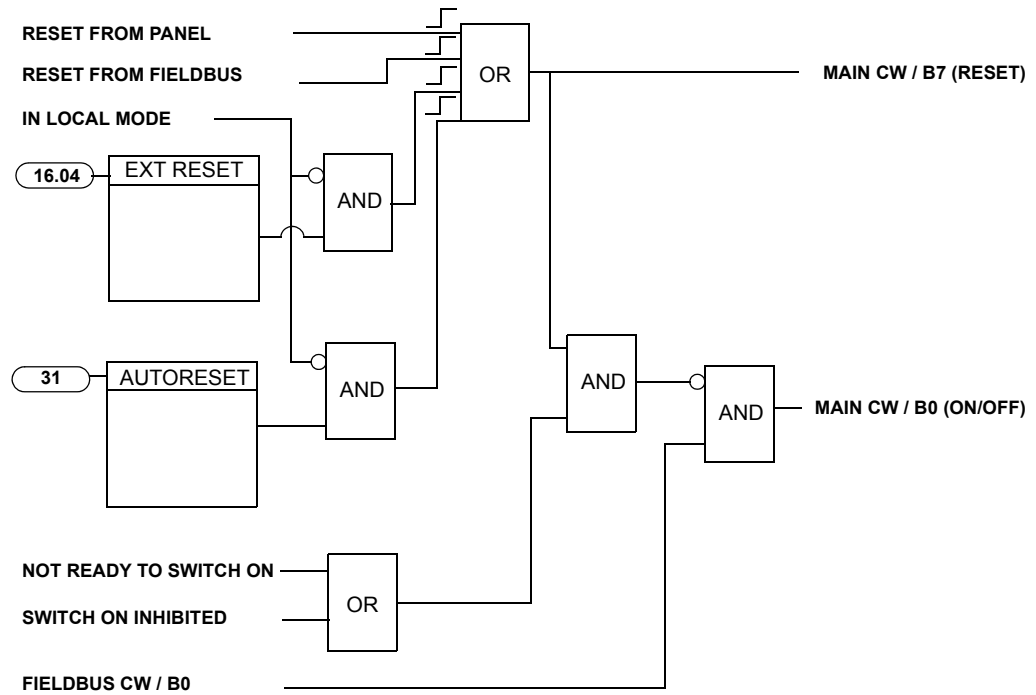 RESET FROM PANEL
RESET FROM FIELDBUS
OR
MAIN CW / B7 (RESET)
IN LOCAL MODE
16.04
EXT RESET
AND
31
AUTORESET
AND
AND
AND
MAIN CW / B0 (ON/OFF)
NOT READY TO SWITCH ON
OR
SWITCH ON INHIBITED
FIELDBUS CW / B0